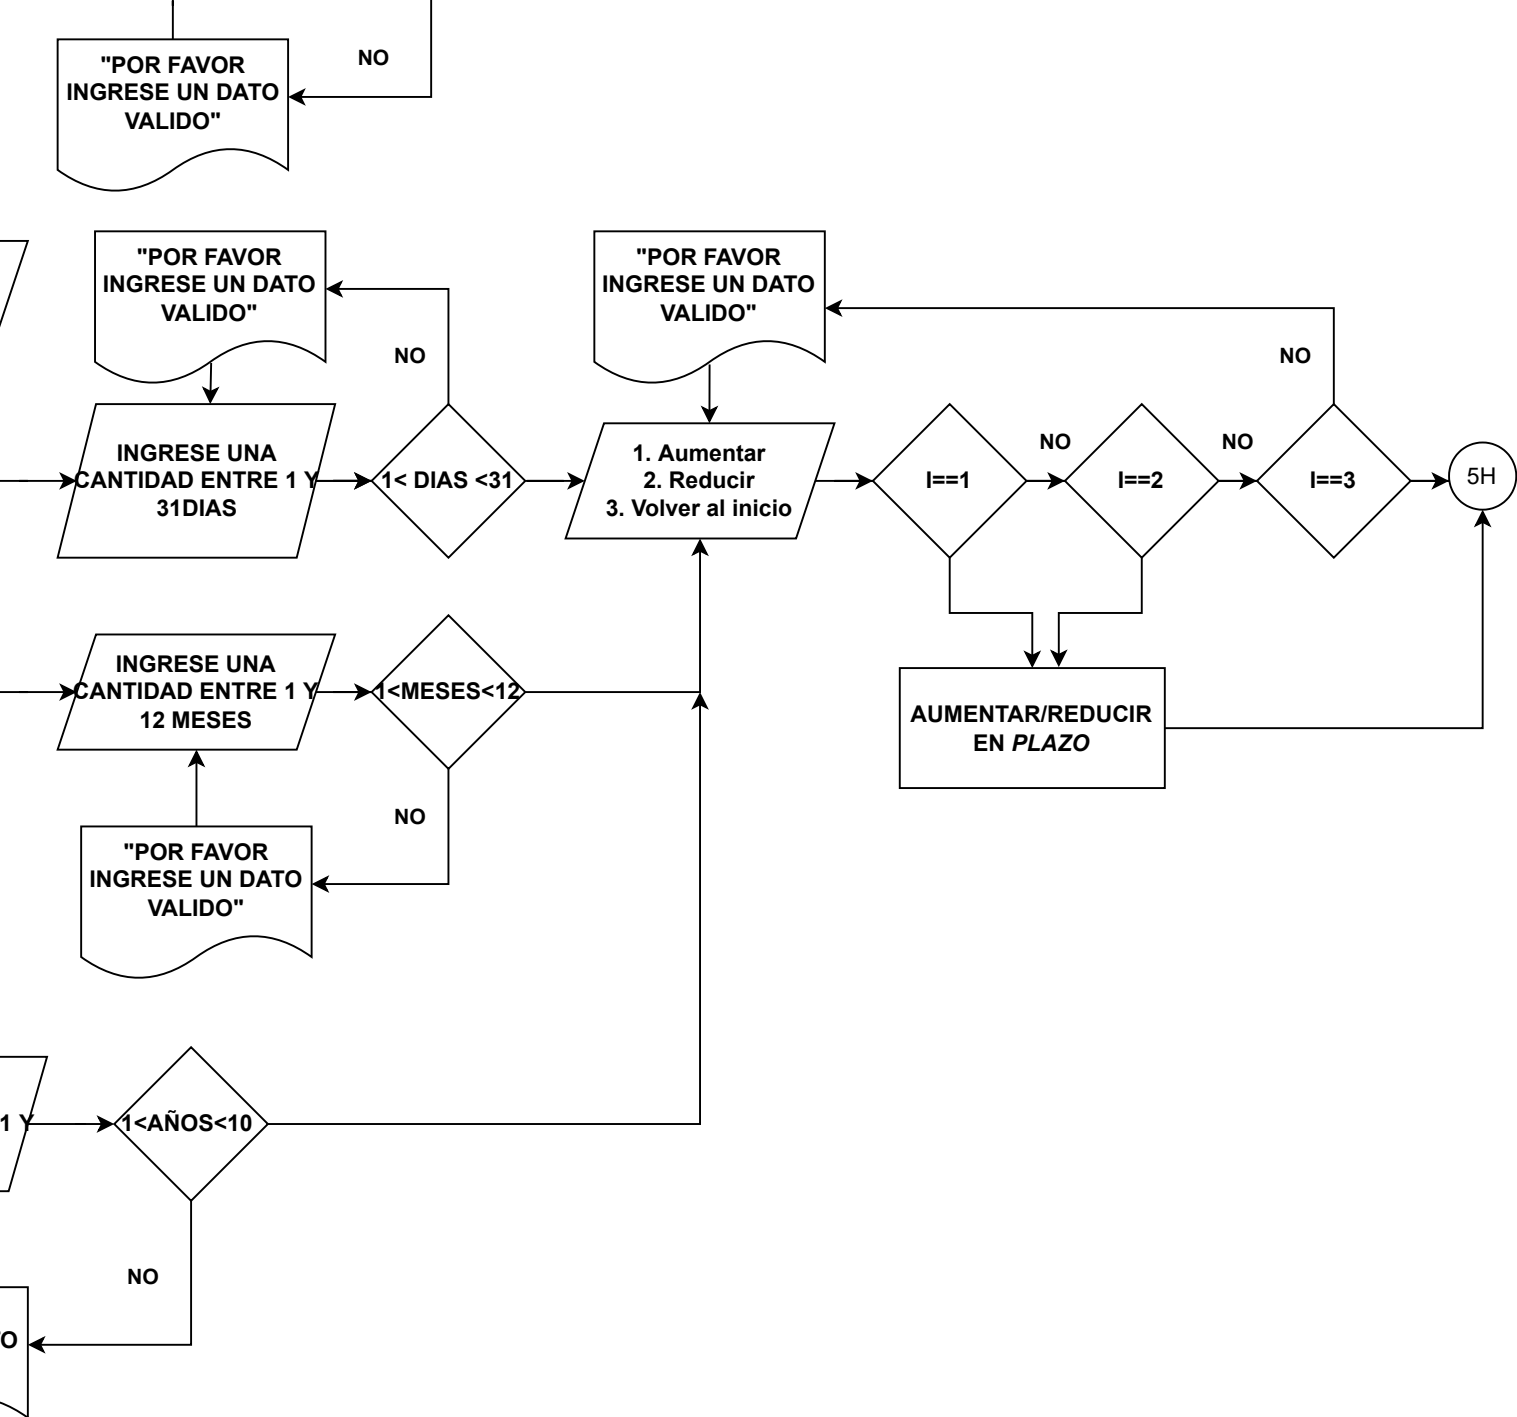 "POR FAVOR
INGRESE UN DATO
VALIDO"
NO
"POR FAVOR
INGRESE UN DATO
VALIDO"
NO
"POR FAVOR
INGRESE UN DATO
VALIDO"
NO
INGRESE UNA
CANTIDAD ENTRE 1 Y
31DIAS
1< DIAS <31
1. Aumentar
2. Reducir
3. Volver al inicio
I==1
NO
I==2
NO
I==3
5H
INGRESE UNA
CANTIDAD ENTRE 1 Y
12 MESES
1<MESES<12
NO
"POR FAVOR
INGRESE UN DATO
VALIDO"
AUMENTAR/REDUCIR
EN PLAZO
1 Y
1<AÑOS<10
NO